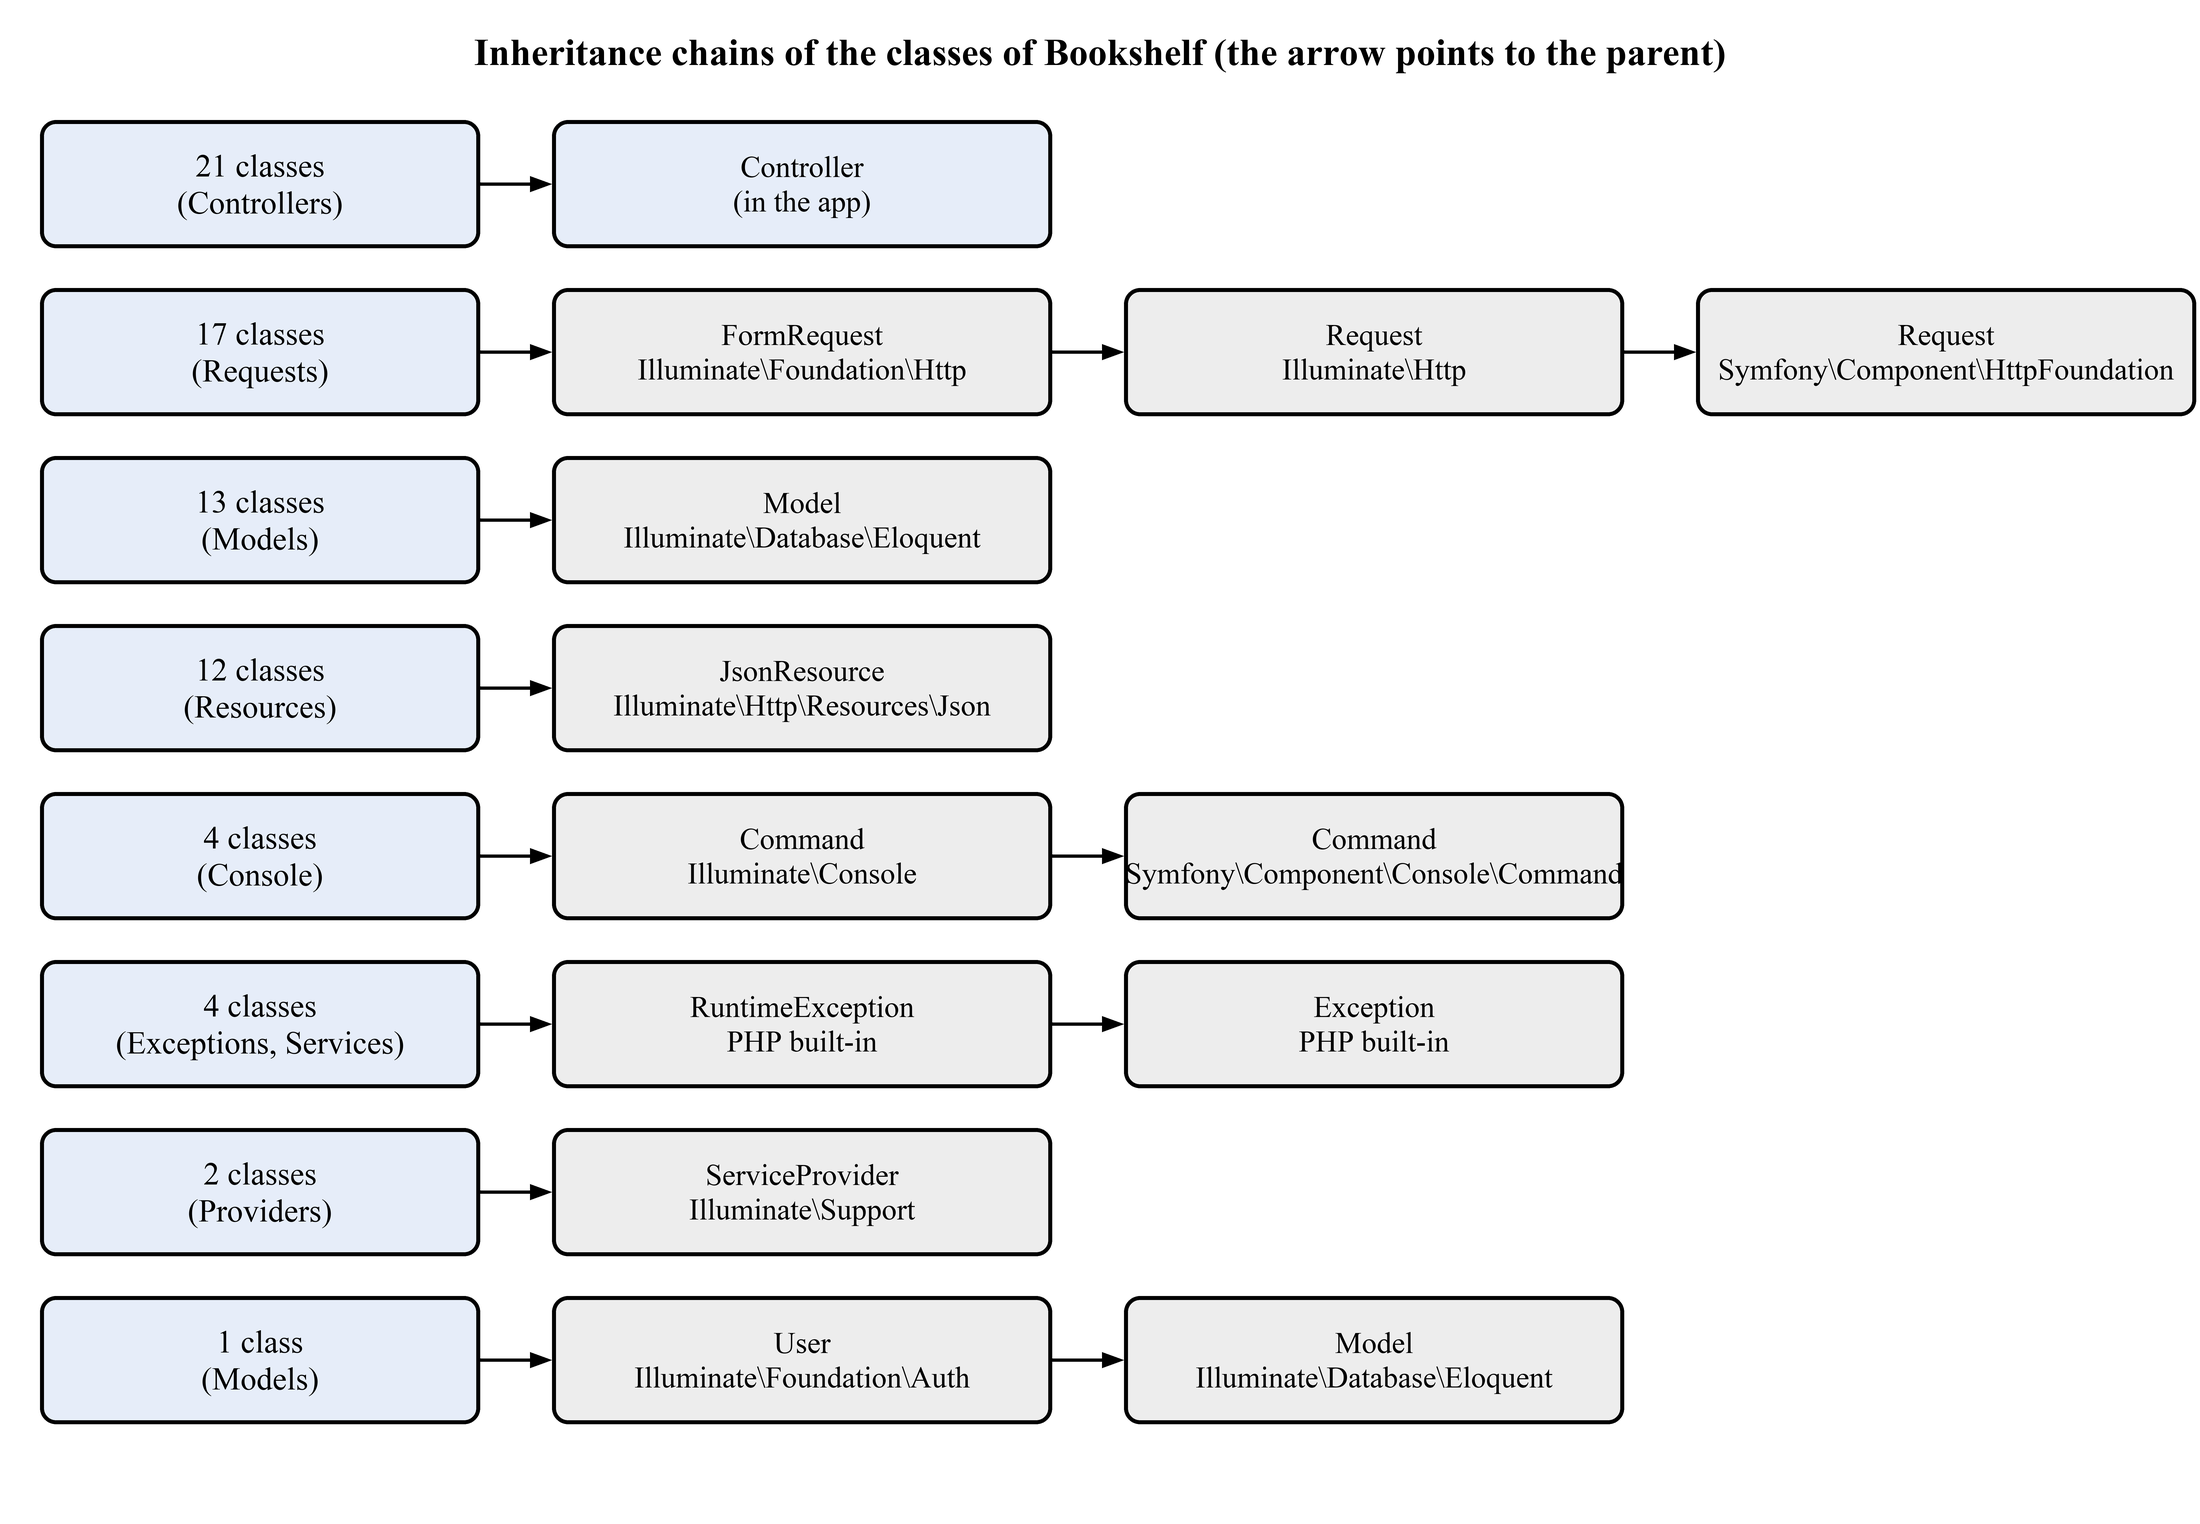 Inheritance chains of the classes of Bookshelf (the arrow points to the parent)
21 classes
(Controllers)
Controller
(in the app)
17 classes
(Requests)
FormRequest
Illuminate\Foundation\Http
Request
Illuminate\Http
Request
Symfony\Component\HttpFoundation
13 classes
(Models)
Model
Illuminate\Database\Eloquent
12 classes
(Resources)
JsonResource
Illuminate\Http\Resources\Json
4 classes
(Console)
Command
Illuminate\Console
Command
Symfony\Component\Console\Command
4 classes
(Exceptions, Services)
RuntimeException
PHP built-in
Exception
PHP built-in
2 classes
(Providers)
ServiceProvider
Illuminate\Support
1 class
(Models)
User
Illuminate\Foundation\Auth
Model
Illuminate\Database\Eloquent